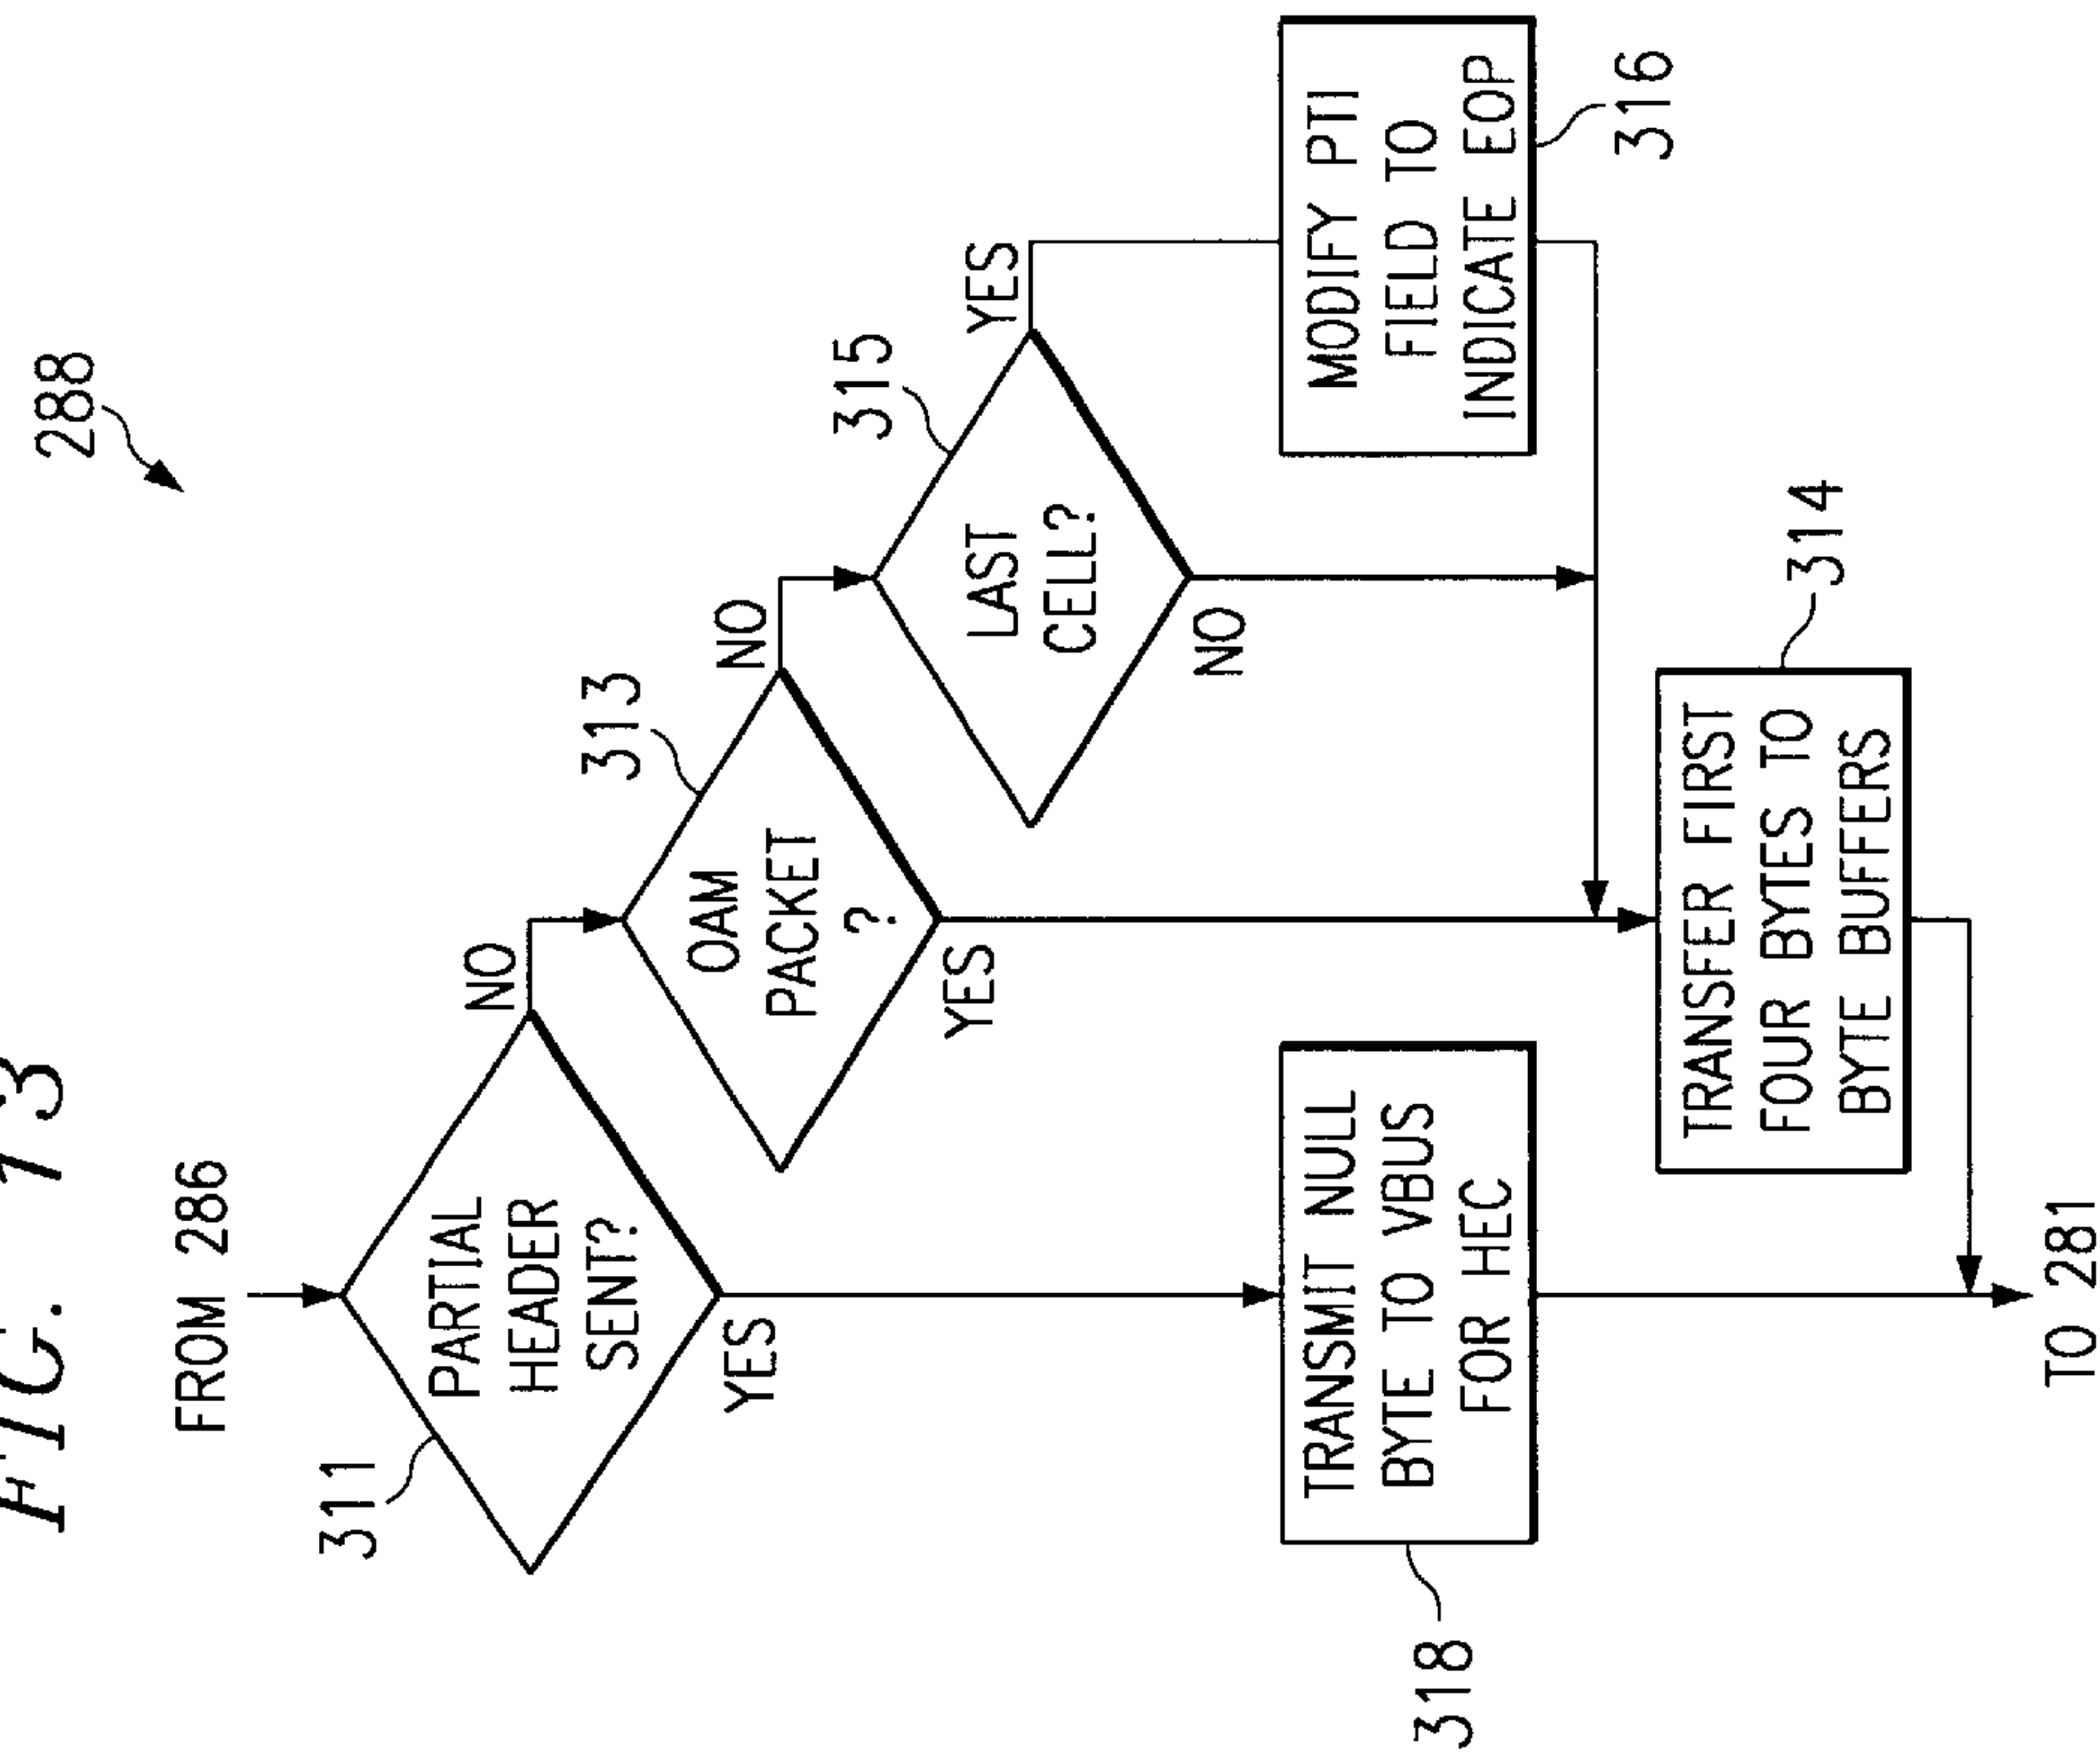 FIG. 13
288
FROM 286
311
PARTIAL
HEADER
SENT?
NO
YES
313
OAM
PACKET
?
NO
YES
315
LAST
CELL?
YES
NO
MODIFY PTI
FIELD TO
INDICATE EOP
316
TRANSMIT NULL
BYTE TO VBUS
FOR HEC
318
314
TRANSFER FIRST
FOUR BYTES TO
BYTE BUFFERS
TO 281